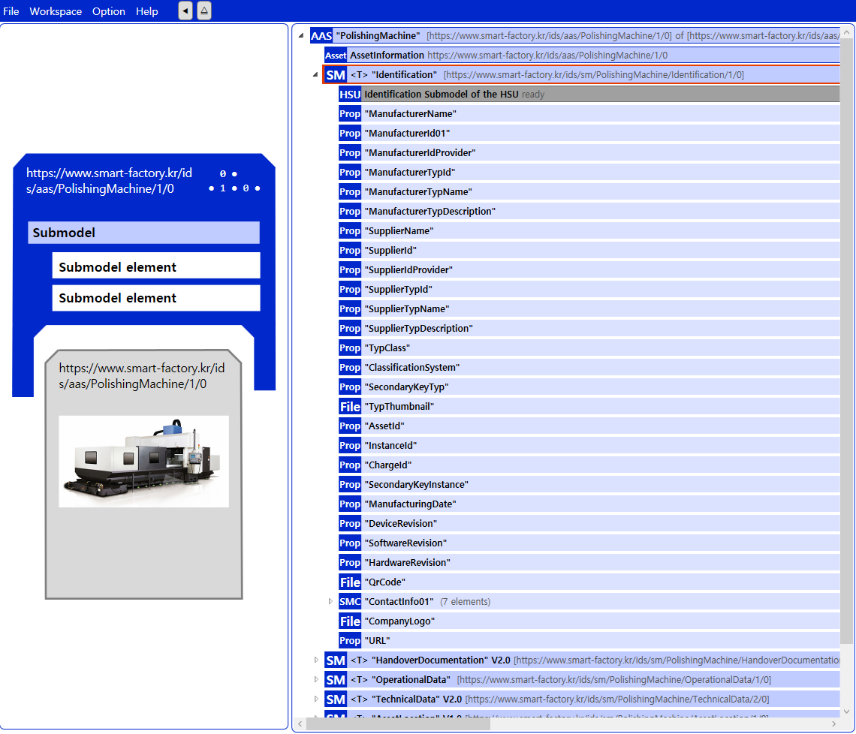 File Workspace Option Help
https://www.smart-factory.kr/id
s/aas/PolishingMachine/1/0
0
1 0
Submodel
Submodel element
Submodel element
https://www.smart-factory.kr/id
s/aas/PolishingMachine/1/0
AAS "PolishingMachine" [https://www.smart-factory.kr/ids/aas/PolishingMachine/1/0] of [https://www.smart-factory.kr/ids/aas/
Asset AssetInformation https://www.smart-factory.kr/ids/aas/PolishingMachine/1/0
SM <T> "Identification" [https://www.smart-factory.kr/ids/sm/PolishingMachine/Identification/1/0]
HSU Identification Submodel of the HSU ready
Prop "ManufacturerName"
Prop "ManufacturerId01"
Prop "ManufacturerIdProvider"
Prop "ManufacturerTypId"
Prop "ManufacturerTypName"
Prop "ManufacturerTypDescription"
Prop "SupplierName"
Prop "SupplierId"
Prop "SupplierIdProvider"
Prop "SupplierTypId"
Prop "SupplierTypName"
Prop "SupplierTypDescription"
Prop "TypClass"
Prop "ClassificationSystem"
Prop "SecondaryKeyTyp"
File "TypThumbnail"
Prop "AssetId"
Prop "InstanceId"
Prop "ChargeId"
Prop "SecondaryKeyInstance"
Prop "ManufacturingDate"
Prop "DeviceRevision"
Prop "SoftwareRevision"
Prop "HardwareRevision"
File "QrCode"
SMC "ContactInfo01" (7 elements)
File "CompanyLogo"
Prop "URL"
SM <T> "HandoverDocumentation" V2.0 [https://www.smart-factory.kr/ids/sm/PolishingMachine/HandoverDocumentatio
SM <T> "OperationalData" [https://www.smart-factory.kr/ids/sm/PolishingMachine/OperationalData/1/0]
SM <T> "TechnicalData" V2.0 [https://www.smart-factory.kr/ids/sm/PolishingMachine/TechnicalData/2/0]